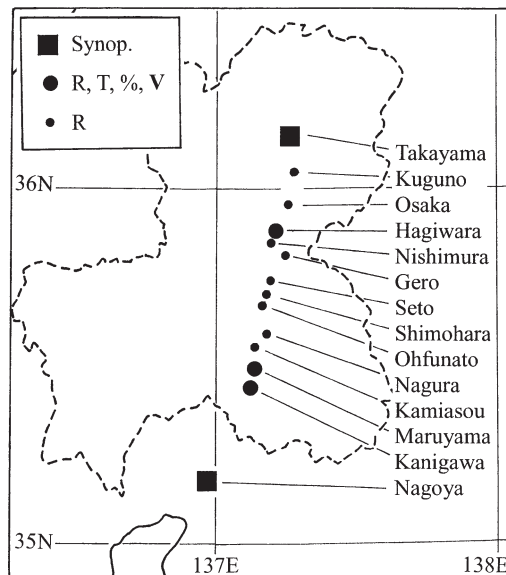 Synop.
R, T, %, V
R
Takayama
36N
Kuguno
Osaka
Hagiwara
Nishimura
Gero
Seto
Shimohara
Ohfunato
Nagura
Kamiasou
Maruyama
Kanigawa
Nagoya
35N
137E
138E